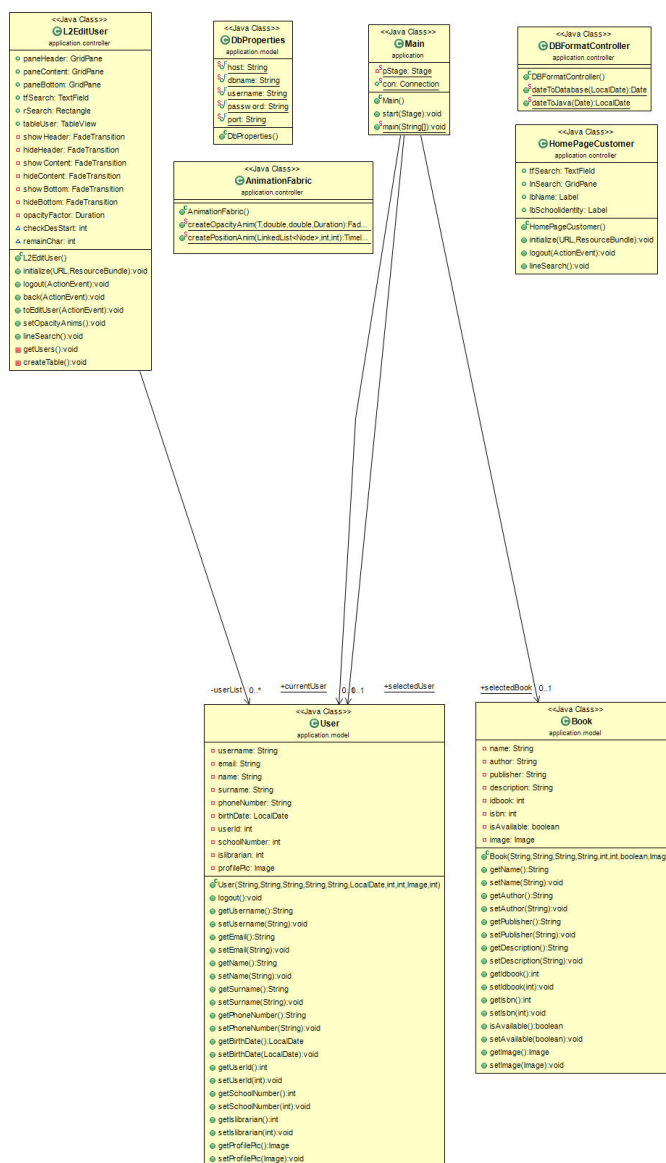 <<Java Class>>
L2EditUser
application.controller
paneHeader: GridPane
paneContent: GridPane
paneBottom: GridPane
tfSearch: TextField
rSearch: Rectangle
tableUser: TableView
showHeader: FadeTransition
hideHeader: FadeTransition
showContent: FadeTransition
hideContent: FadeTransition
showBottom: FadeTransition
hideBottom: FadeTransition
opacityFactor: Duration
checkDesStart: int
remainChar: int
L2EditUser()
initialize(URL,ResourceBundle):void
logout(ActionEvent):void
back(ActionEvent):void
toEditUser(ActionEvent):void
setOpacityAnims():void
lineSearch():void
getUsers():void
createTable():void
<<Java Class>>
DbProperties
application.model
host: String
dbname: String
username: String
password: String
port: String
DbProperties()
<<Java Class>>
Main
application
pStage: Stage
con: Connection
Main()
start(Stage):void
main(String[]):void
<<Java Class>>
DBFormatController
application.controller
DBFormatController()
dateToDatabase(LocalDate):Date
dateToJava(Date):LocalDate
<<Java Class>>
AnimationFabric
application.controller
AnimationFabric()
createOpacityAnim(T,double,double,Duration):Fad...
createPositionAnim(LinkedList<Node>,int,int):Timel...
<<Java Class>>
HomePageCustomer
application.controller
tfSearch: TextField
lnSearch: GridPane
lbName: Label
lbSchoolidentity: Label
HomePageCustomer()
initialize(URL,ResourceBundle):void
logout(ActionEvent):void
lineSearch():void
-userList 0..*
+currentUser 0..1
+selectedUser 0..1
+selectedBook 0..1
<<Java Class>>
User
application.model
username: String
email: String
name: String
surname: String
phoneNumber: String
birthDate: LocalDate
userId: int
schoolNumber: int
islibrarian: int
profilePic: Image
User(String,String,String,String,String,LocalDate,int,int,Image,int)
logout():void
getUsername():String
setUsername(String):void
getEmail():String
setEmail(String):void
getName():String
setName(String):void
getSurname():String
setSurname(String):void
getPhoneNumber():String
setPhoneNumber(String):void
getBirthDate():LocalDate
setBirthDate(LocalDate):void
getUserId():int
setUserId(int):void
getSchoolNumber():int
setSchoolNumber(int):void
getIslibrarian():int
setIslibrarian(int):void
getProfilePic():Image
setProfilePic(Image):void
<<Java Class>>
Book
application.model
name: String
author: String
publisher: String
description: String
idbook: int
isbn: int
isAvailable: boolean
image: Image
Book(String,String,String,String,int,int,boolean,Imag
getName():String
setName(String):void
getAuthor():String
setAuthor(String):void
getPublisher():String
setPublisher(String):void
getDescription():String
setDescription(String):void
getIdbook():int
setIdbook(int):void
getIsbn():int
setIsbn(int):void
isAvailable():boolean
setAvailable(boolean):void
getImage():Image
setImage(Image):void